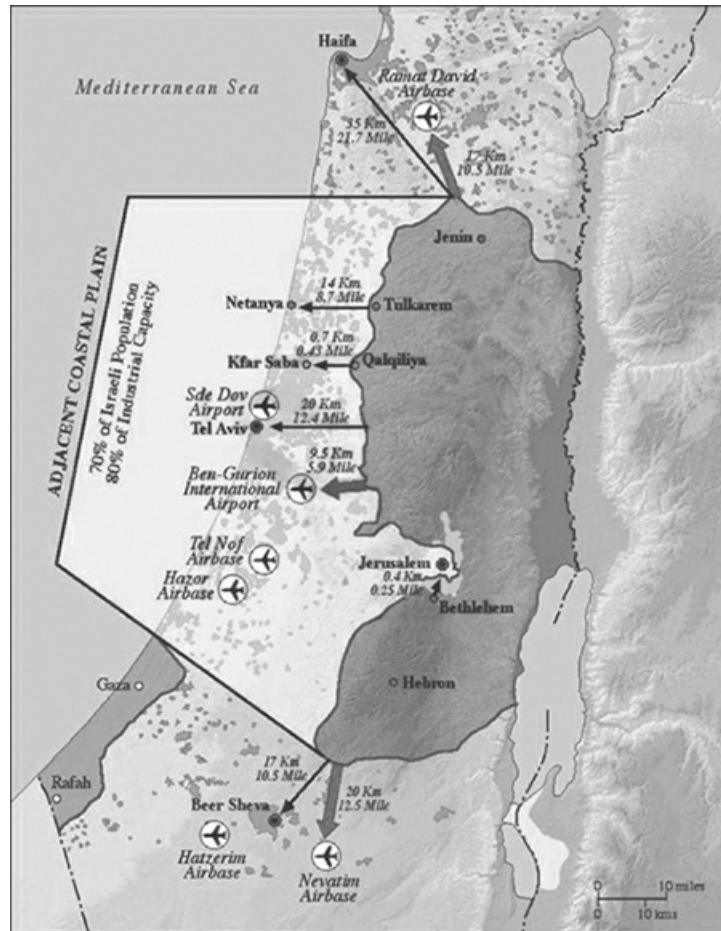 Haifa
Mediterranean Sea
Ramat David
Airbase
35 Km
21.7 Mile
17 Km
10.5 Mile
Jenin
ADJACENT COASTAL PLAIN
70% of Israeli Population
80% of Industrial Capacity
14 Km
8.7 Mile
Netanya
Tulkarem
0.7 Km
0.43 Mile
Kfar Saba
Qalqiliya
Sde Dov
Airport
20 Km
12.4 Mile
Tel Aviv
9.5 Km
5.9 Mile
Ben-Gurion
International
Airport
Tel Nof
Airbase
Hazor
Airbase
Jerusalem
0.4 Km
0.25 Mile
Bethlehem
Gaza
Hebron
Rafah
17 Km
10.5 Mile
20 Km
12.5 Mile
Beer Sheva
Hatzerim
Airbase
Nevatim
Airbase
0 10 miles
0 10 kms